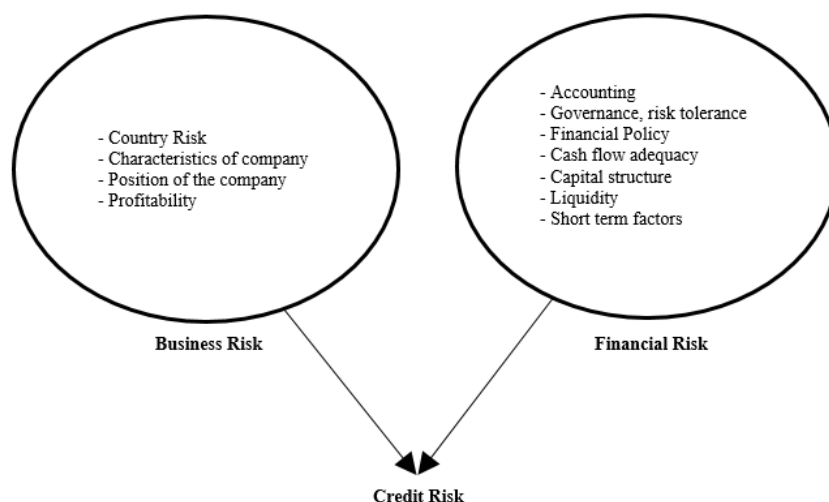 - Country Risk
- Characteristics of company
- Position of the company
- Profitability
Business Risk
- Accounting
- Governance, risk tolerance
- Financial Policy
- Cash flow adequacy
- Capital structure
- Liquidity
- Short term factors
Financial Risk
Credit Risk